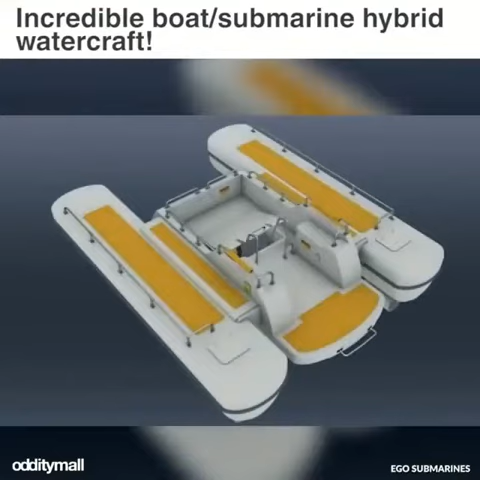 Incredible boat/submarine hybrid
watercraft!
odditymall
EGO SUBMARINES